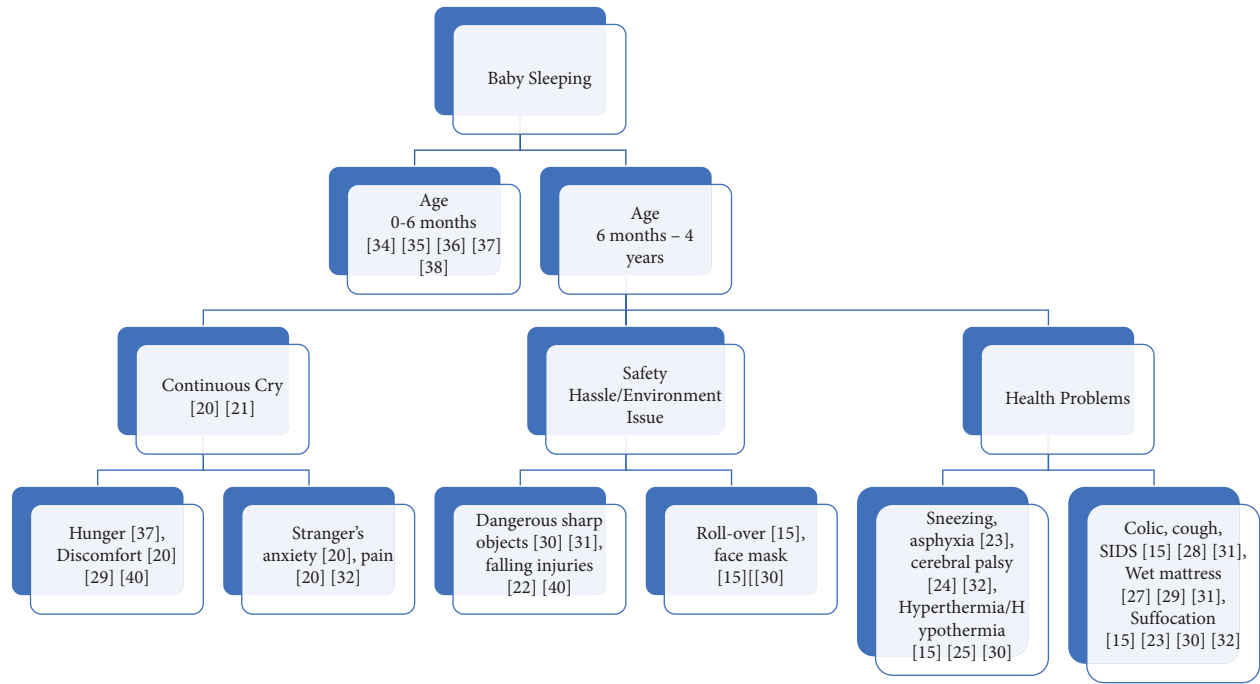 Baby Sleeping
Age
0-6 months
[34] [35] [36] [37]
[38]
Age
6 months – 4
years
Continuous Cry
[20] [21]
Safety
Hassle/Environment
Issue
Health Problems
Hunger [37],
Discomfort [20]
[29] [40]
Stranger's
anxiety [20], pain
[20] [32]
Dangerous sharp
objects [30] [31],
falling injuries
[22] [40]
Roll-over [15],
face mask
[15][[30]
Sneezing,
asphyxia [23],
cerebral palsy
[24] [32],
Hyperthermia/H
ypothermia
[15] [25] [30]
Colic, cough,
SIDS [15] [28] [31],
Wet mattress
[27] [29] [31],
Suffocation
[15] [23] [30] [32]